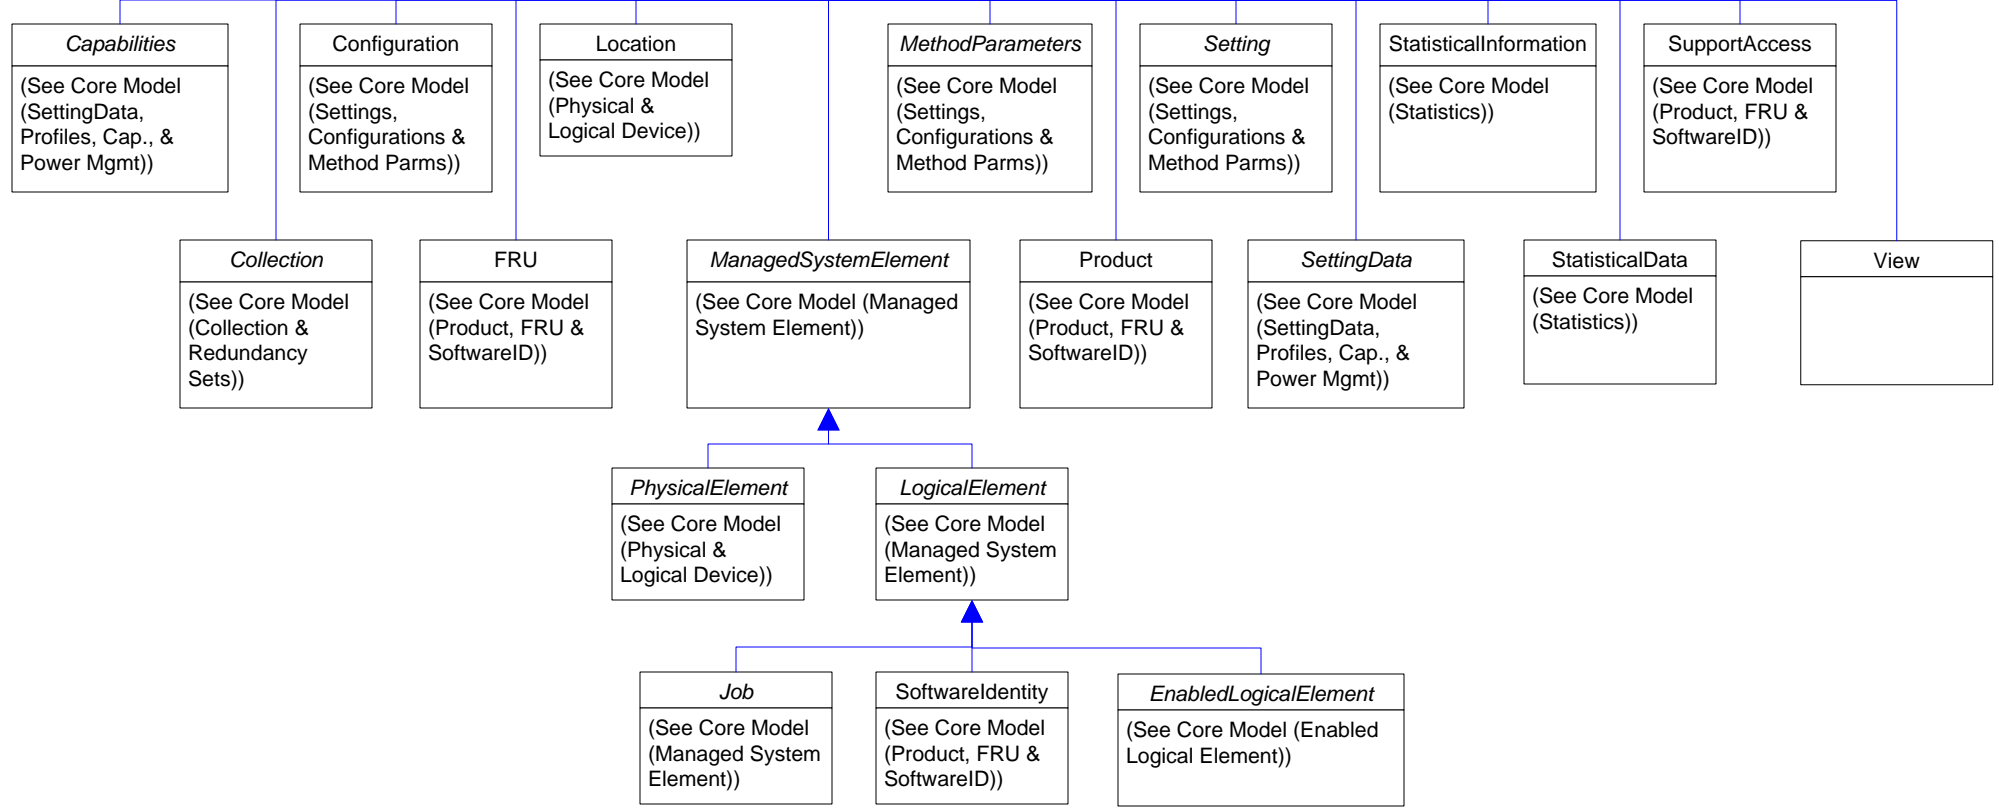 Capabilities
(See Core Model
(SettingData,
Profiles, Cap., &
Power Mgmt))
Configuration
(See Core Model
(Settings,
Configurations &
Method Parms))
Location
(See Core Model
(Physical &
Logical Device))
MethodParameters
(See Core Model
(Settings,
Configurations &
Method Parms))
Setting
(See Core Model
(Settings,
Configurations &
Method Parms))
StatisticalInformation
(See Core Model
(Statistics))
SupportAccess
(See Core Model
(Product, FRU &
SoftwareID))
Collection
(See Core Model
(Collection &
Redundancy
Sets))
FRU
(See Core Model
(Product, FRU &
SoftwareID))
ManagedSystemElement
(See Core Model (Managed
System Element))
Product
(See Core Model
(Product, FRU &
SoftwareID))
SettingData
(See Core Model
(SettingData,
Profiles, Cap., &
Power Mgmt))
StatisticalData
(See Core Model
(Statistics))
View
PhysicalElement
(See Core Model
(Physical &
Logical Device))
LogicalElement
(See Core Model
(Managed System
Element))
Job
(See Core Model
(Managed System
Element))
SoftwareIdentity
(See Core Model
(Product, FRU &
SoftwareID))
EnabledLogicalElement
(See Core Model (Enabled
Logical Element))